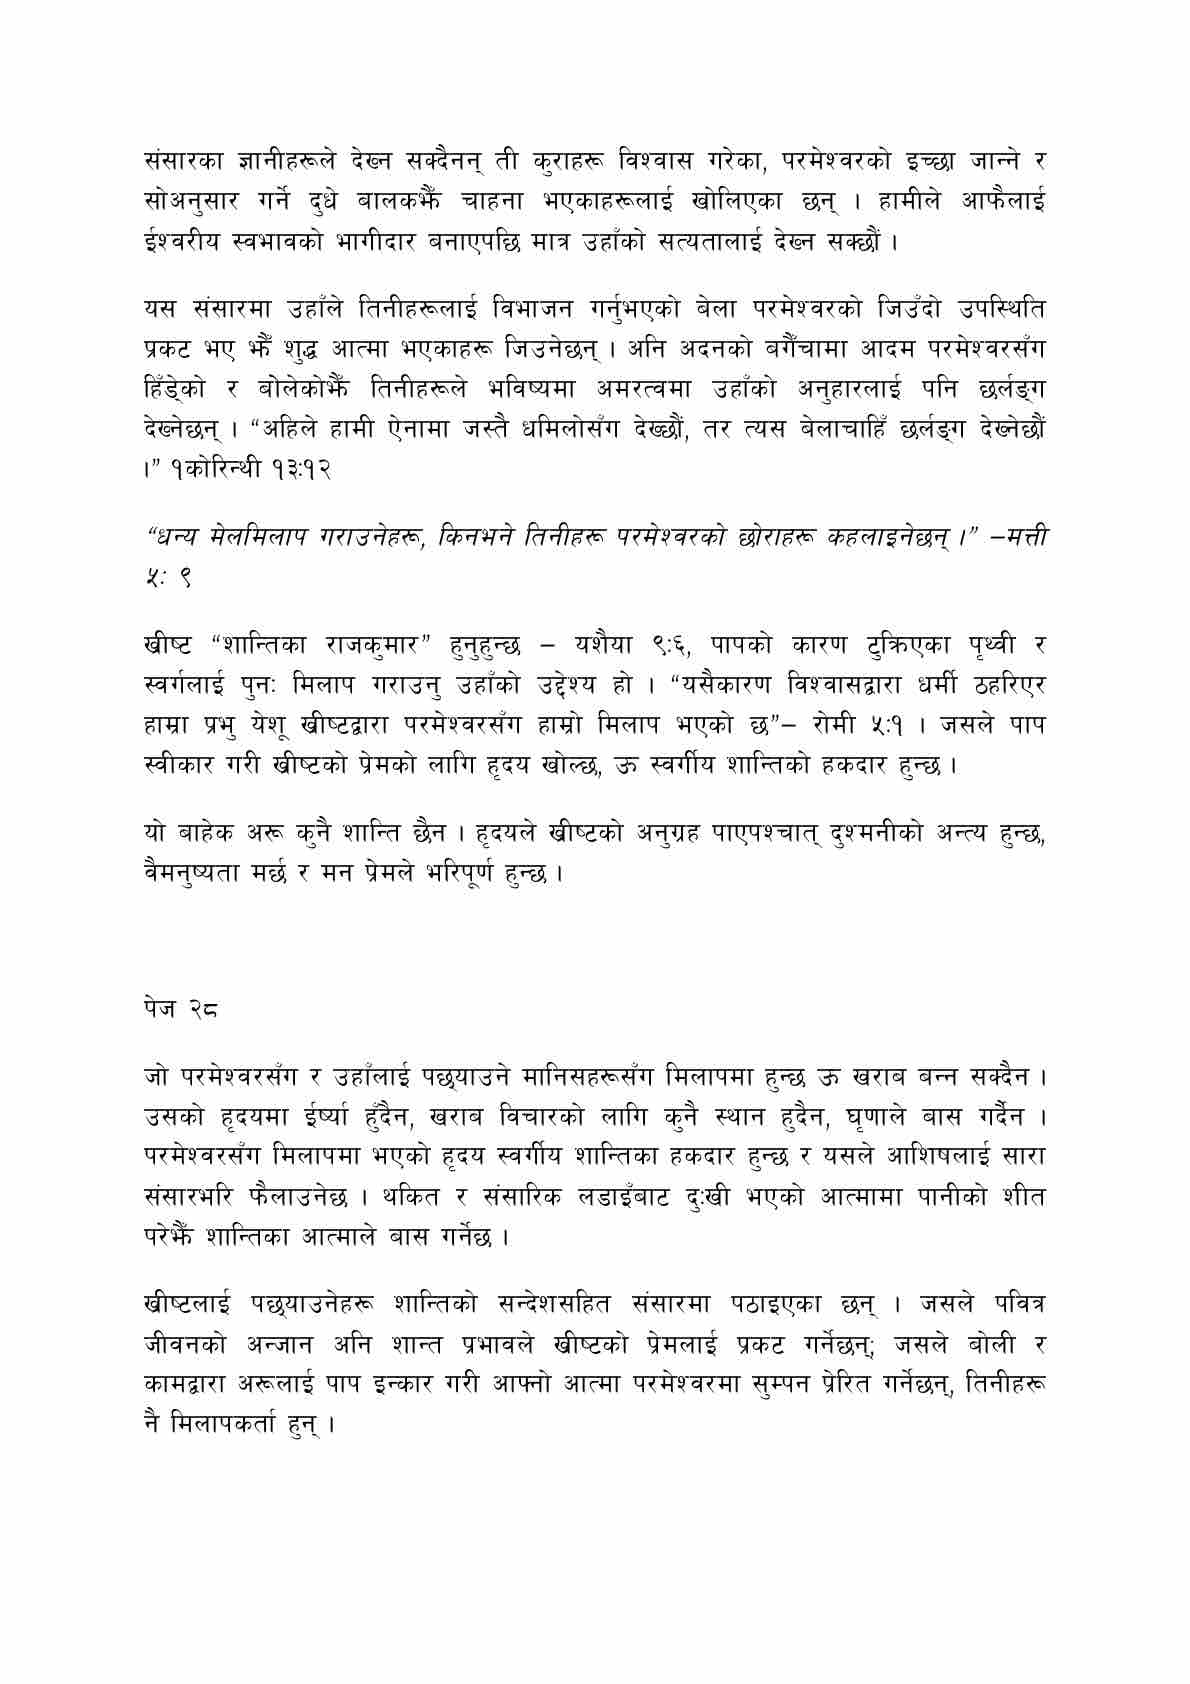 संसारका ज्ञानीहरूले देख्न सक्दैनन् ती कुराहरू विश्वास गरेका, परमेश्वरको इच्छा जान्ने र
सोअनुसार गर्ने दुधे बालकझैँ चाहना भएकाहरूलाई खोलिएका छन् । हामीले आफैलाई
ईश्वरीय स्वभावको भागीदार बनाएपछि मात्र उहाँको सत्यतालाई देख्न सक्छौं ।
यस संसारमा उहाँले तिनीहरूलाई विभाजन गर्नुभएको बेला परमेश्वरको जिउँदो उपस्थिति
प्रकट भए झैँ शुद्ध आत्मा भएकाहरू जिउनेछन् । अनि अदनको बगैँचामा आदम परमेश्वरसँग
हिँड्को र बोलेकोझैँ तिनीहरूले भविष्यमा अमरत्वमा उहाँको अनुहारलाई पनि छर्लङ्ग
देख्नेछन् । “अहिले हामी ऐनामा जस्तै धमिलोसँग देख्छौं, तर त्यस बेलाचाहिँ छर्लङ्ग देख्नेछौं
।” १कोरिन्थी १३:१२
“धन्य मेलमिलाप गराउनेहरू, किनभने तिनीहरू परमेश्वरको छोराहरू कहलाइनेछन् ।” –मत्ती
५: ९
ख्रीष्ट “शान्तिका राजकुमार” हुनुहुन्छ – यशैया ९:६, पापको कारण टुक्रिएका पृथ्वी र
स्वर्गलाई पुनः मिलाप गराउनु उहाँको उद्देश्य हो । “यसैकारण विश्वासद्वारा धर्मी ठहरिएर
हाम्रा प्रभु येशू ख्रीष्टद्वारा परमेश्वरसँग हाम्रो मिलाप भएको छ”– रोमी ५:१ । जसले पाप
स्वीकार गरी ख्रीष्टको प्रेमको लागि हृदय खोल्छ, ऊ स्वर्गीय शान्तिको हकदार हुन्छ ।
यो बाहेक अरू कुनै शान्ति छैन । हृदयले ख्रीष्टको अनुग्रह पाएपश्चात् दुश्मनीको अन्त्य हुन्छ,
वैमनुष्यता मर्छ र मन प्रेमले भरिपूर्ण हुन्छ ।
पेज २८
जो परमेश्वरसँग र उहाँलाई पछ्याउने मानिसहरूसँग मिलापमा हुन्छ ऊ खराब बन्न सक्दैन ।
उसको हृदयमा ईर्ष्या हुँदैन, खराब विचारको लागि कुनै स्थान हुदैन, घृणाले बास गर्दैन ।
परमेश्वरसँग मिलापमा भएको हृदय स्वर्गीय शान्तिका हकदार हुन्छ र यसले आशिषलाई सारा
संसारभरि फैलाउनेछ । थकित र संसारिक लडाइँबाट दुःखी भएको आत्मामा पानीको शीत
परेझैँ शान्तिका आत्माले बास गर्नेछ ।
ख्रीष्टलाई पछ्याउनेहरू शान्तिको सन्देशसहित संसारमा पठाइएका छन् । जसले पवित्र
जीवनको अन्जान अनि शान्त प्रभावले ख्रीष्टको प्रेमलाई प्रकट गर्नेछन्; जसले बोली र
कामद्वारा अरूलाई पाप इन्कार गरी आफ्नो आत्मा परमेश्वरमा सुम्पन प्रेरित गर्नेछन्, तिनीहरू
नै मिलापकर्ता हुन् ।